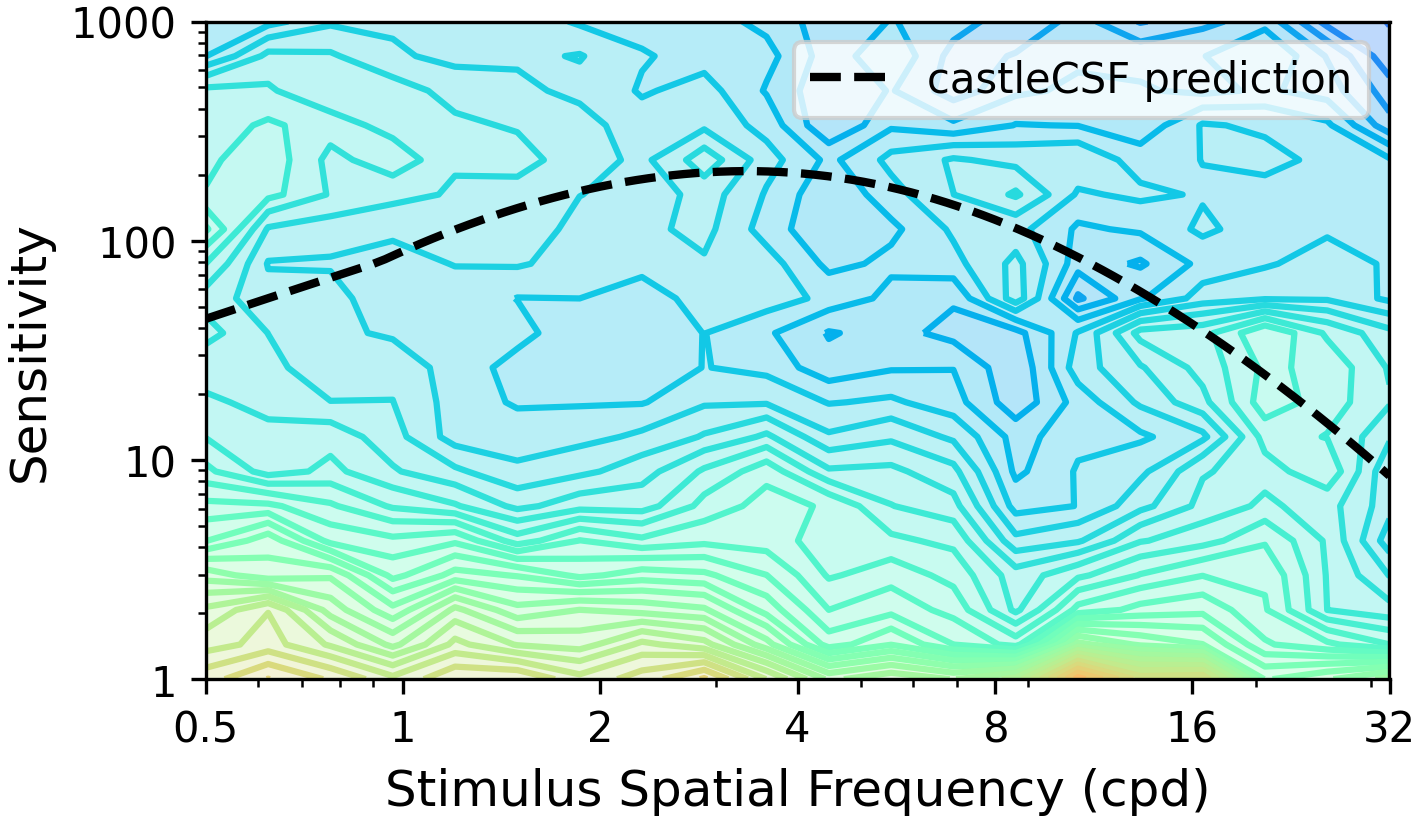 1000
castleCSF prediction
100
Sensitivity
10
1
0.5 1 2 4 8 16 32
Stimulus Spatial Frequency (cpd)